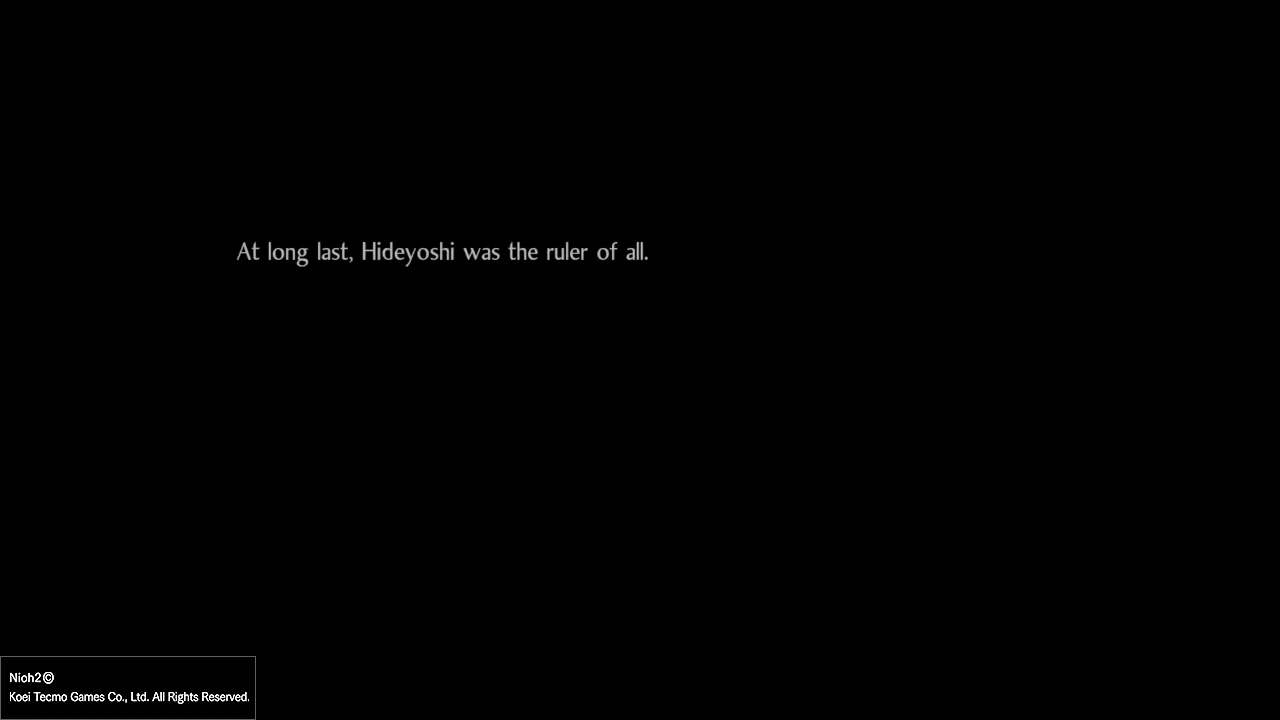 At long last, Hideyoshi was the ruler of all.
Nioh2©
Koei Tecmo Games Co., Ltd. All Rights Reserved.